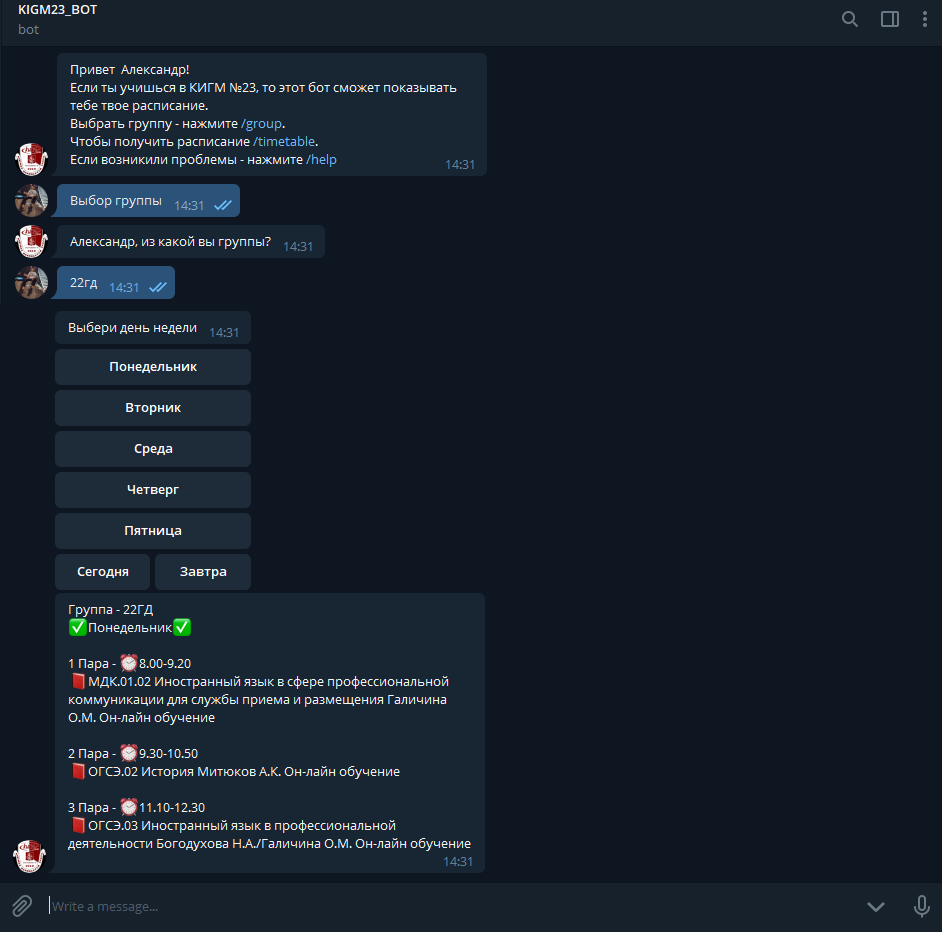 KIGM23_BOT
bot
Привет Александр!
Если ты учишься в КИГМ №23, то этот бот сможет показывать
тебе твое расписание.
Выбрать группу - нажмите /group.
Чтобы получить расписание /timetable.
Если возникили проблемы - нажмите /help
14:31
Выбор группы 14:31
Александр, из какой вы группы? 14:31
22гд 14:31
Выбери день недели 14:31
Понедельник
Вторник
Среда
Четверг
Пятница
Сегодня Завтра
Группа - 22ГД
✅Понедельник✅
1 Пара - ⏰8.00-9.20
📕МДК.01.02 Иностранный язык в сфере профессиональной
коммуникации для службы приема и размещения Галичина
О.М. Он-лайн обучение
2 Пара - ⏰9.30-10.50
📕ОГСЭ.02 История Митюков А.К. Он-лайн обучение
3 Пара - ⏰11.10-12.30
📕ОГСЭ.03 Иностранный язык в профессиональной
деятельности Богодухова Н.А./Галичина О.М. Он-лайн обучение
14:31
Write a message...